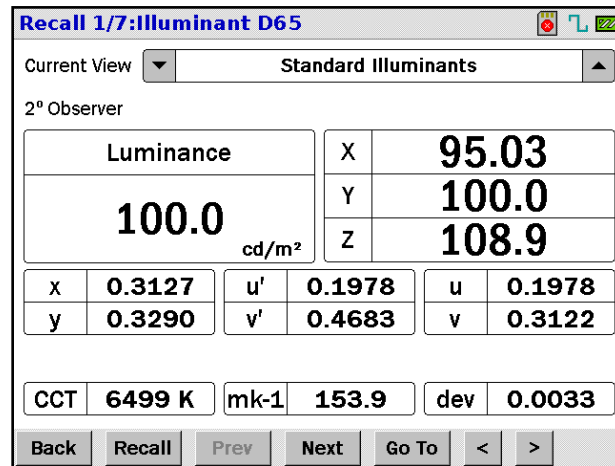 Recall 1/7:Illuminant D65
Current View Standard Illuminants
2º Observer
Luminance
100.0
cd/m²
X 95.03
Y 100.0
Z 108.9
x 0.3127 u' 0.1978 u 0.1978
y 0.3290 v' 0.4683 v 0.3122
CCT 6499 K mk-1 153.9 dev 0.0033
Back Recall Prev Next Go To < >